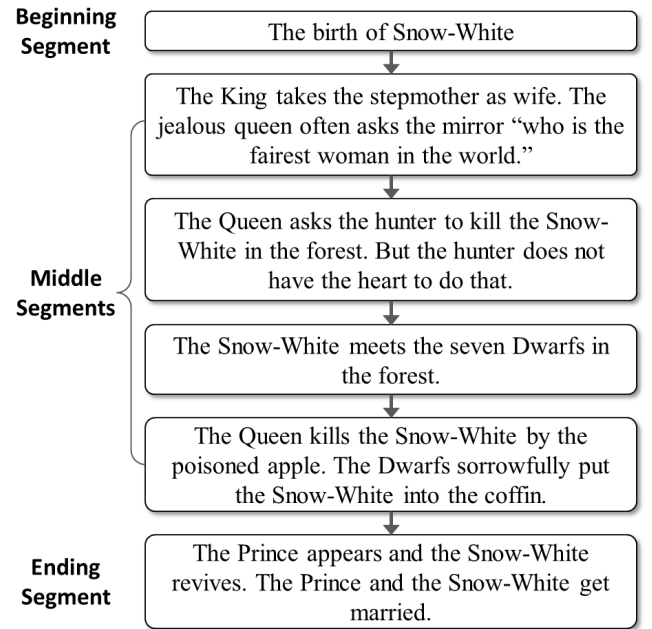 Beginning
Segment
The birth of Snow-White
The King takes the stepmother as wife. The
jealous queen often asks the mirror “who is the
fairest woman in the world.”
The Queen asks the hunter to kill the Snow-
White in the forest. But the hunter does not
have the heart to do that.
Middle
Segments
The Snow-White meets the seven Dwarfs in
the forest.
The Queen kills the Snow-White by the
poisoned apple. The Dwarfs sorrowfully put
the Snow-White into the coffin.
Ending
Segment
The Prince appears and the Snow-White
revives. The Prince and the Snow-White get
married.